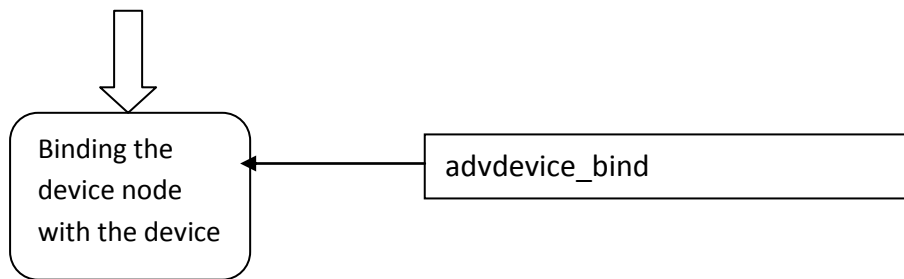 Binding the
device node
with the device
advdevice_bind